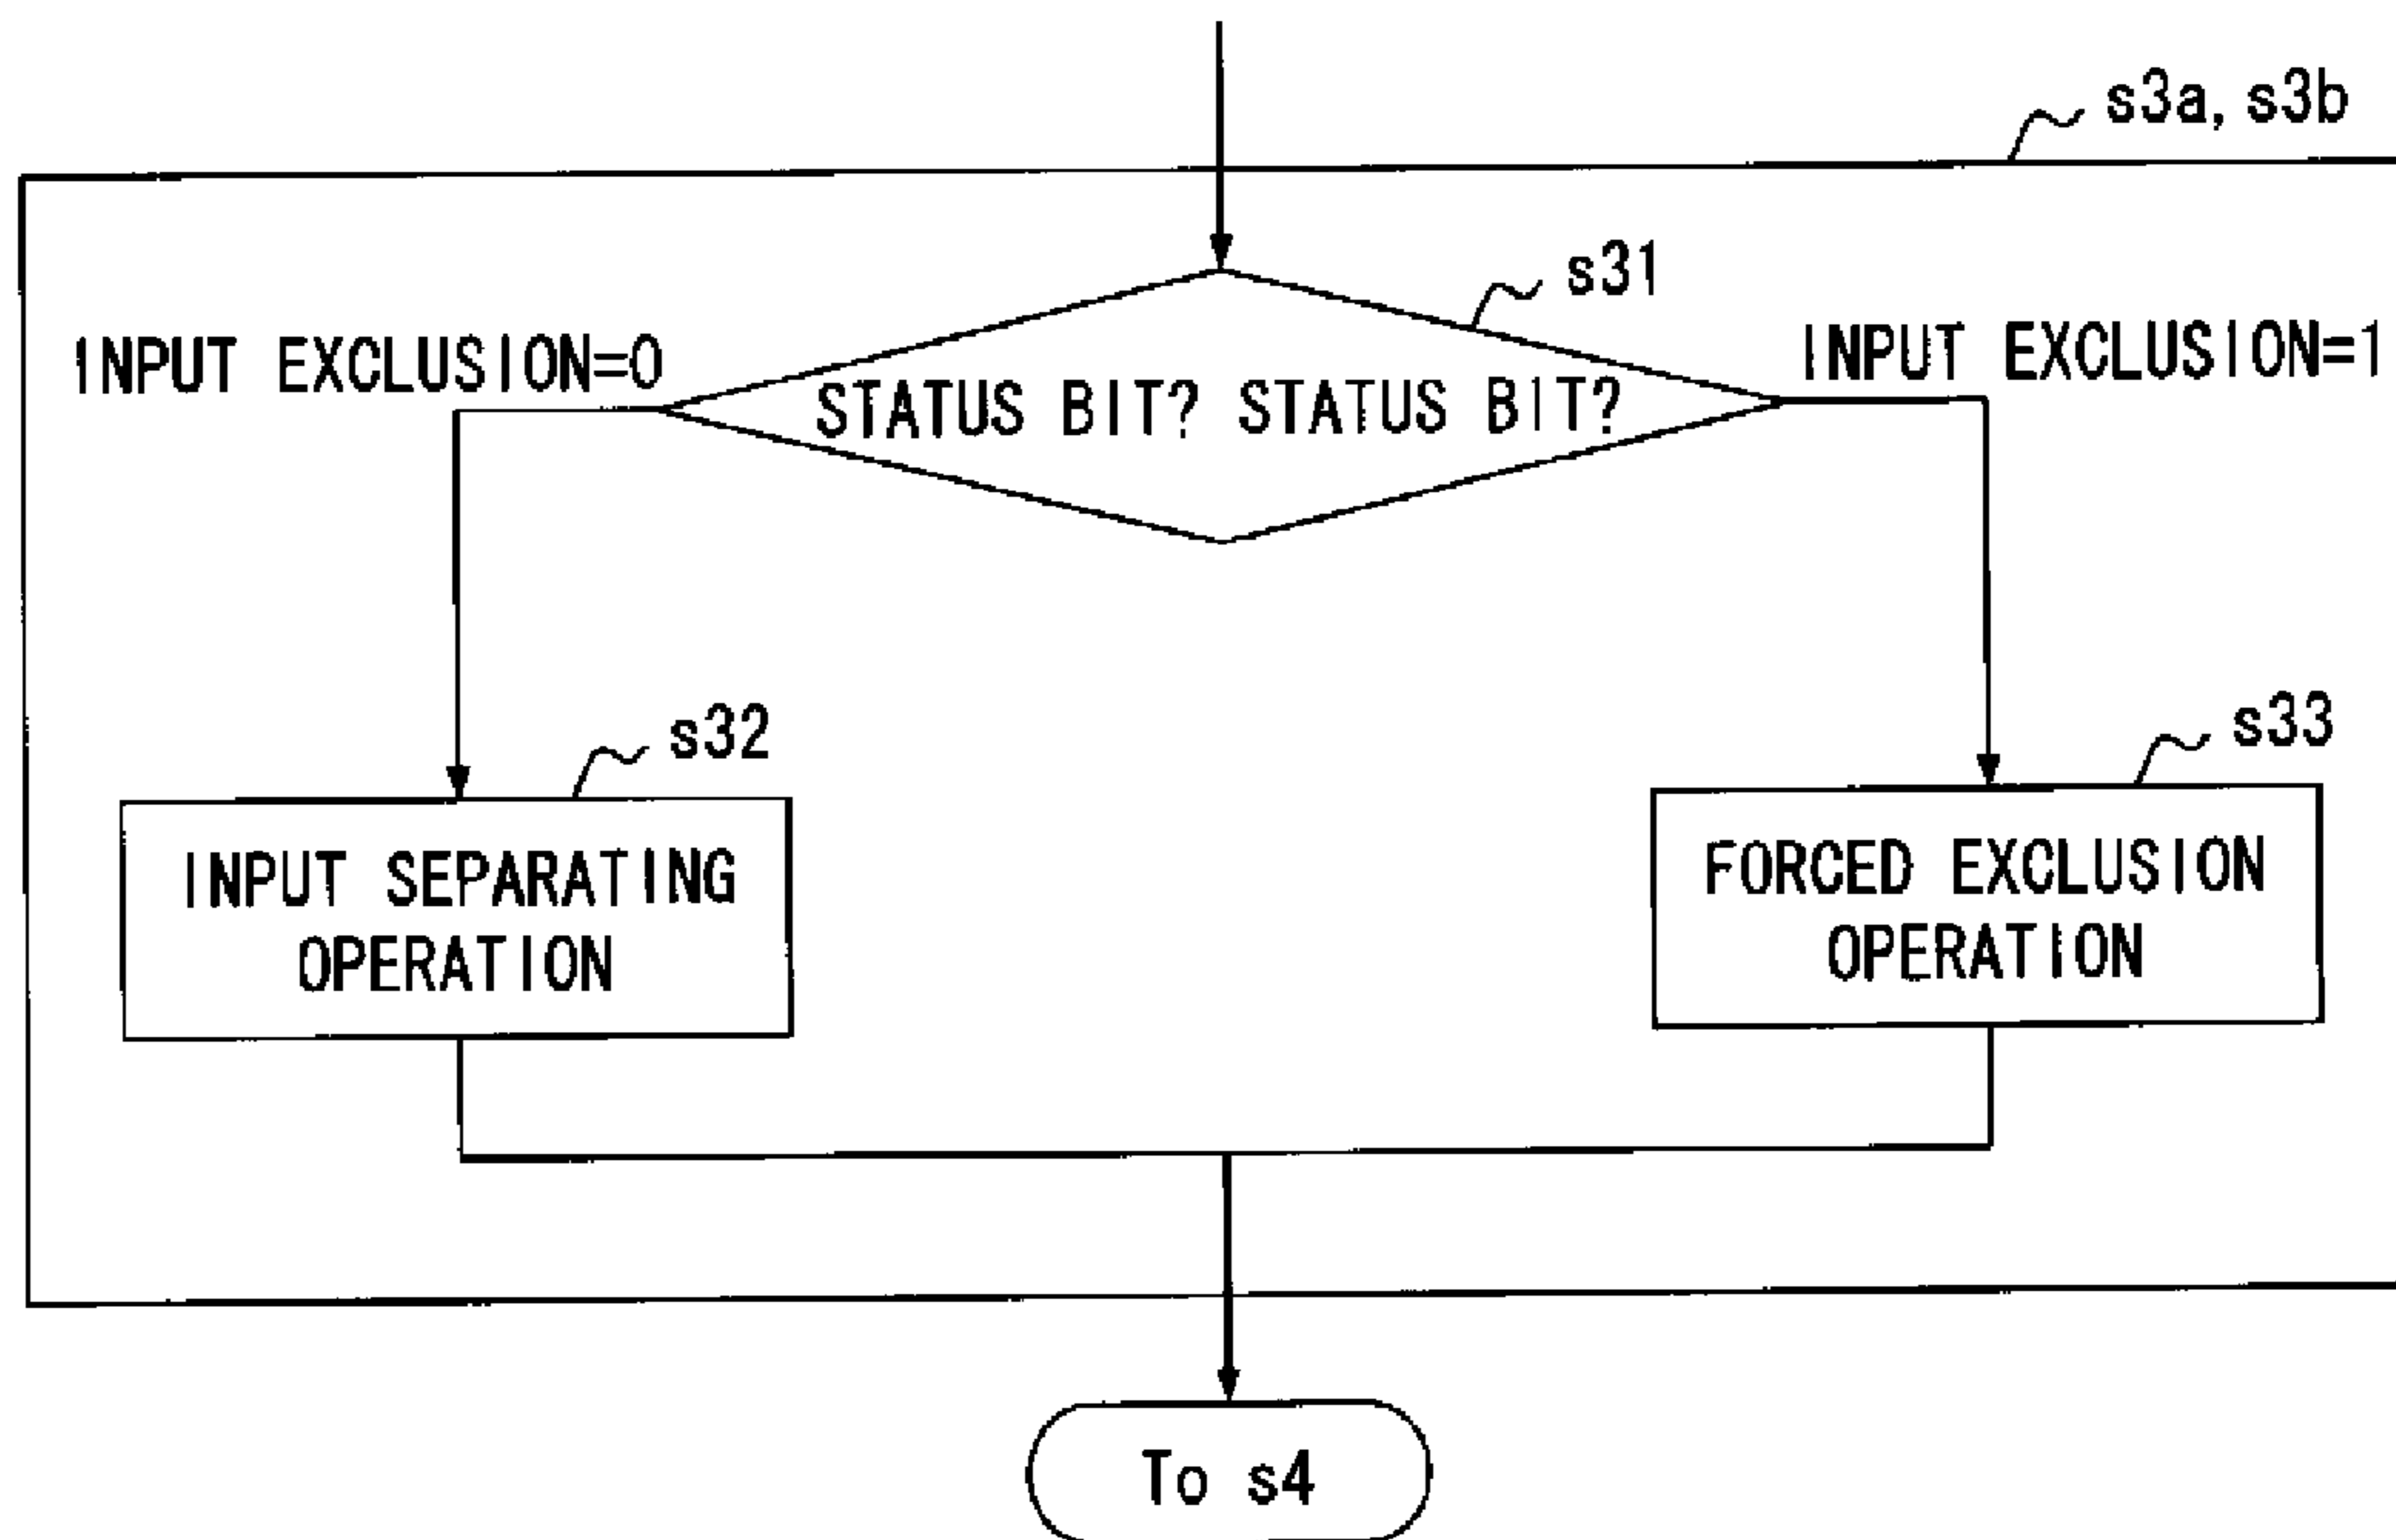 s3a, s3b
s31
INPUT EXCLUSION=0
INPUT EXCLUSION=1
STATUS BIT? STATUS BIT?
s32
s33
INPUT SEPARATING
OPERATION
FORCED EXCLUSION
OPERATION
To s4